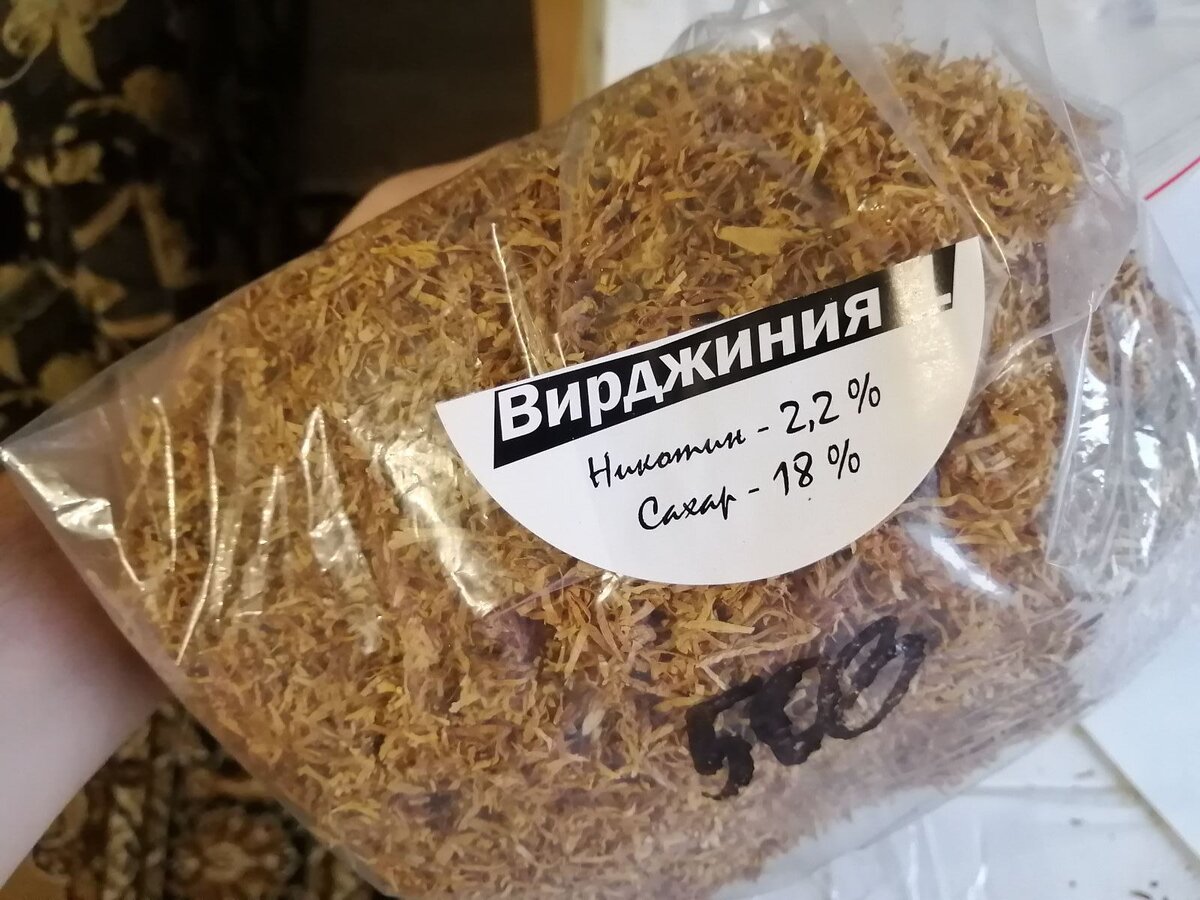 Вирджиния
Никотин - 2,2 %
Сахар - 18 %
500